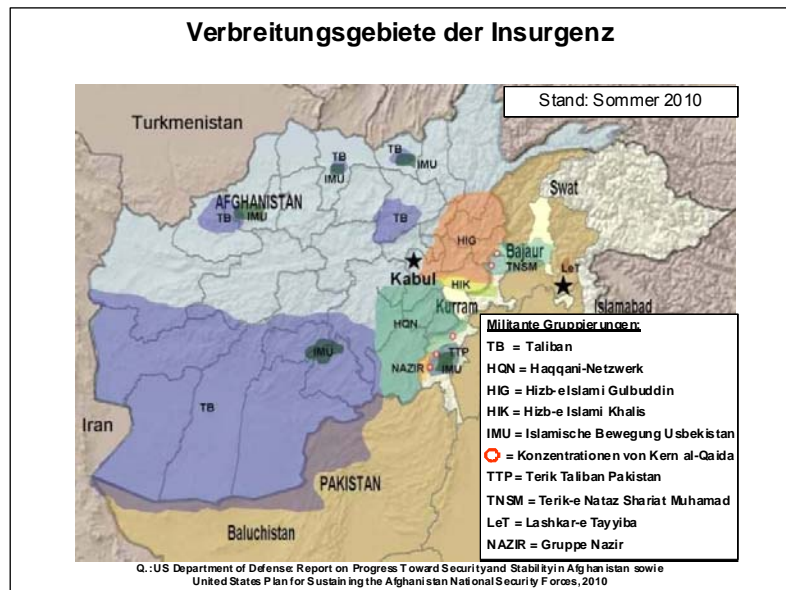 Verbreitungsgebiete der Insurgenz
Stand: Sommer 2010
Turkmenistan
TB
IMU
TB
IMU
Swat
AFGHANISTAN
TB
IMU
TB
HIG
Bajaur
TNSM
LeT
Kabul
HIK
Kurram
Islamabad
HQN
IMU
TTP
NAZIR
IMU
Iran
TB
PAKISTAN
Baluchistan
Militante Gruppierungen:
TB = Taliban
HQN = Haqqani-Netzwerk
HIG = Hizb-e Islami Gulbuddin
HIK = Hizb-e Islami Khalis
IMU = Islamische Bewegung Usbekistan
= Konzentrationen von Kern al-Qaida
TTP = Terik Taliban Pakistan
TNSM = Terik-e Nataz Shariat Muhamad
LeT = Lashkar-e Tayyiba
NAZIR = Gruppe Nazir
Q.: US Department of Defense: Report on Progress Toward Security and Stability in Afghanistan sowie
United States Plan for Sustaining the Afghanistan National Security Forces, 2010